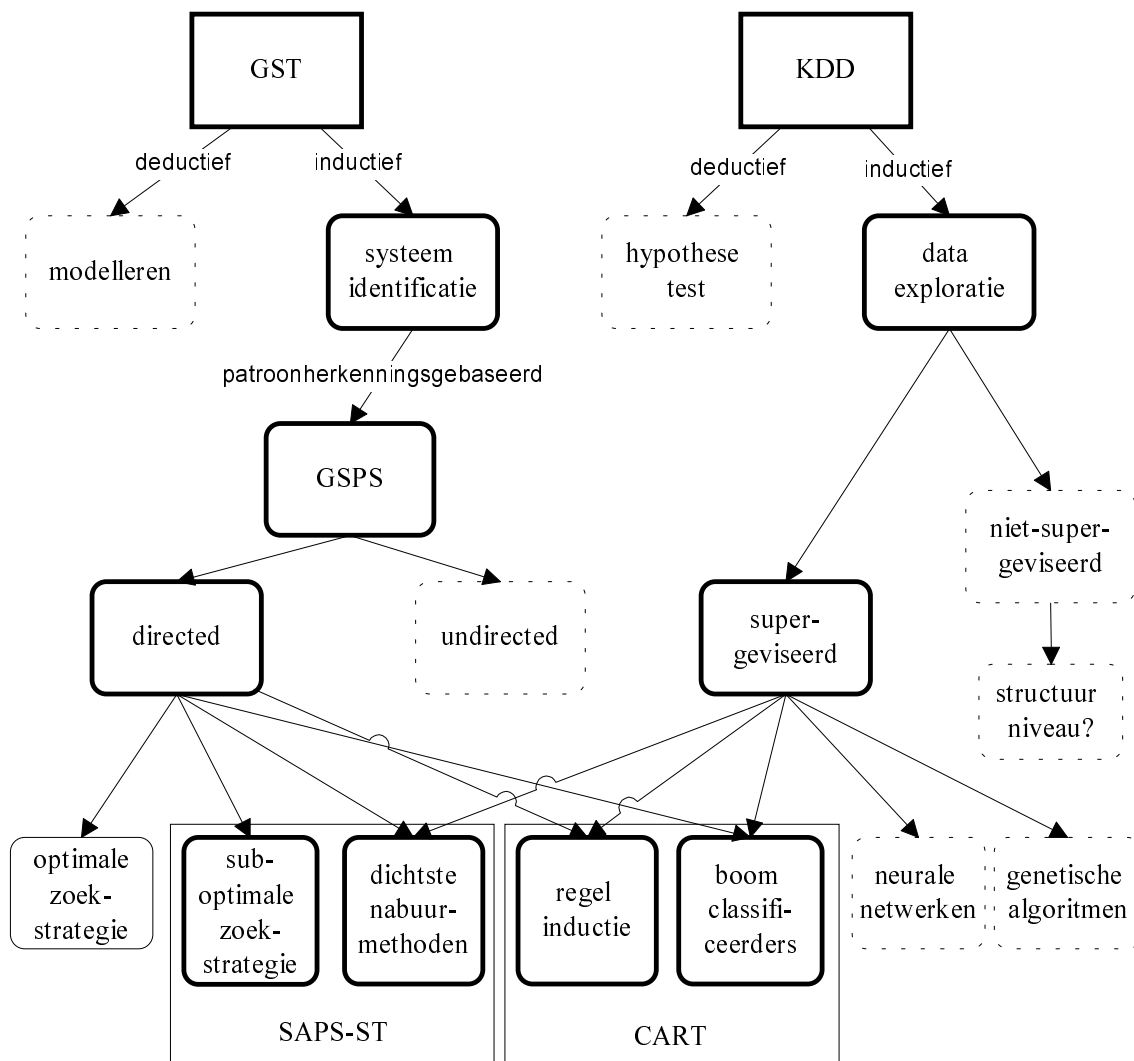 GST
KDD
deductief
inductief
deductief
inductief
modelleren
systeem
identificatie
hypothese
test
data
exploratie
patroonherkenningsgebaseerd
GSPS
niet-super-
geviseerd
directed
undirected
super-
geviseerd
structuur
niveau?
optimale
zoek-
strategie
sub-
optimale
zoek-
strategie
dichtste
nabuur-
methoden
regel
inductie
boom
classifi-
ceerders
neurale
netwerken
genetische
algoritmen
SAPS-ST
CART